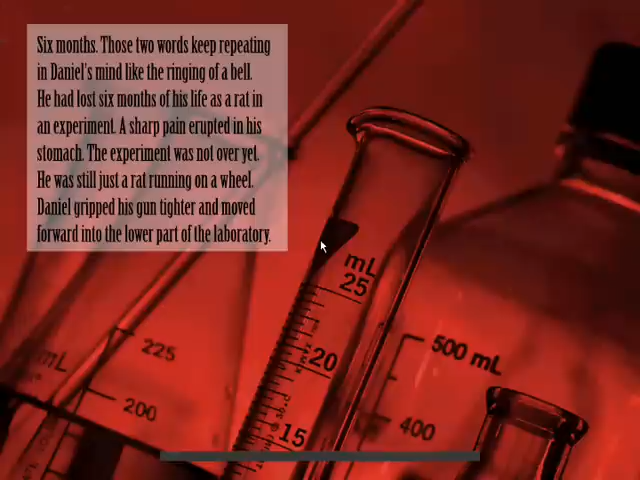 Six months. Those two words keep repeating
in Daniel's mind like the ringing of a bell.
He had lost six months of his life as a rat in
an experiment. A sharp pain erupted in his
stomach. The experiment was not over yet.
He was still just a rat running on a wheel.
Daniel gripped his gun tighter and moved
forward into the lower part of the laboratory.
mL
25
20
15
500 mL
400
225
200
mL